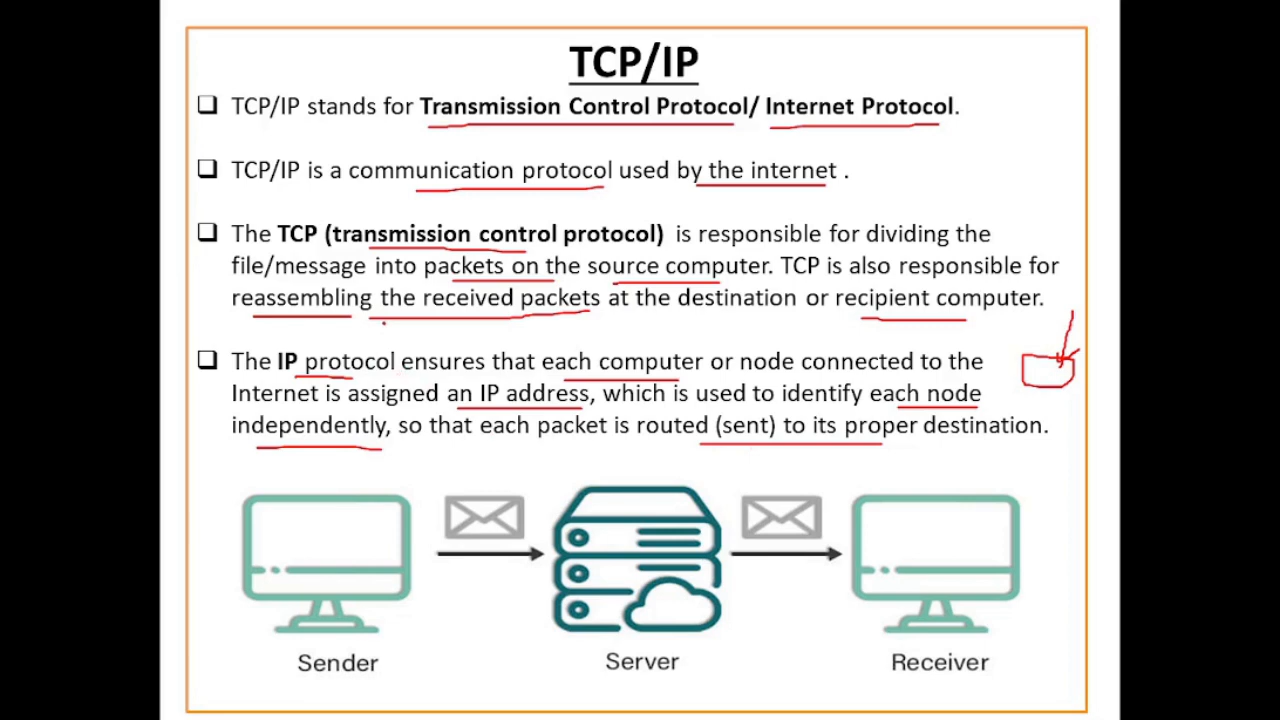 TCP/IP
❑ TCP/IP stands for Transmission Control Protocol/ Internet Protocol.
❑ TCP/IP is a communication protocol used by the internet .
❑ The TCP (transmission control protocol) is responsible for dividing the
file/message into packets on the source computer. TCP is also responsible for
reassembling the received packets at the destination or recipient computer.
❑ The IP protocol ensures that each computer or node connected to the
Internet is assigned an IP address, which is used to identify each node
independently, so that each packet is routed (sent) to its proper destination.
Sender
Server
Receiver